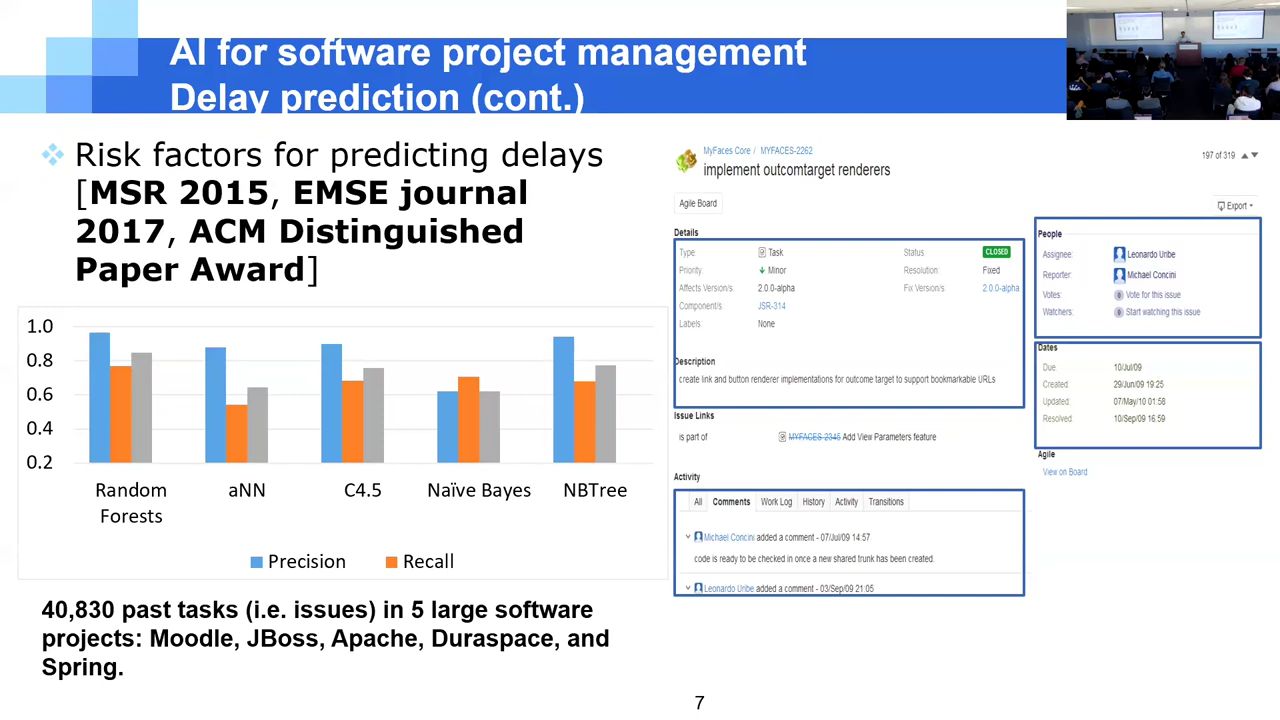 AI for software project management
Delay prediction (cont.)
Risk factors for predicting delays
[MSR 2015, EMSE journal
2017, ACM Distinguished
Paper Award]
1.0
0.8
0.6
0.4
0.2
Random
Forests
aNN
C4.5
Naïve Bayes
NBTree
Precision
Recall
40,830 past tasks (i.e. issues) in 5 large software
projects: Moodle, JBoss, Apache, Duraspace, and
Spring.
MyFaces Core / MYFACES-2262
implement outcomtarget renderers
197 of 319
Agile Board
Export
Details
Type: Task Status: CLOSED
Priority: Minor Resolution: Fixed
Affects Version/s: 2.0.0-alpha Fix Version/s: 2.0.0-alpha
Component/s: JSR-314
Labels: None
Description
create link and button renderer implementations for outcome target to support bookmarkable URLs
Issue Links
is part of MYFACES-2345 Add View Parameters feature
Activity
All Comments Work Log History Activity Transitions
Michael Concini added a comment - 07/Jul/09 14:57
code is ready to be checked in once a new shared trunk has been created.
Leonardo Uribe added a comment - 03/Sep/09 21:05
People
Assignee: Leonardo Uribe
Reporter: Michael Concini
Votes: 0 Vote for this issue
Watchers: 0 Start watching this issue
Dates
Due: 10/Jul/09
Created: 29/Jun/09 19:25
Updated: 07/May/10 01:58
Resolved: 10/Sep/09 16:59
Agile
View on Board
7